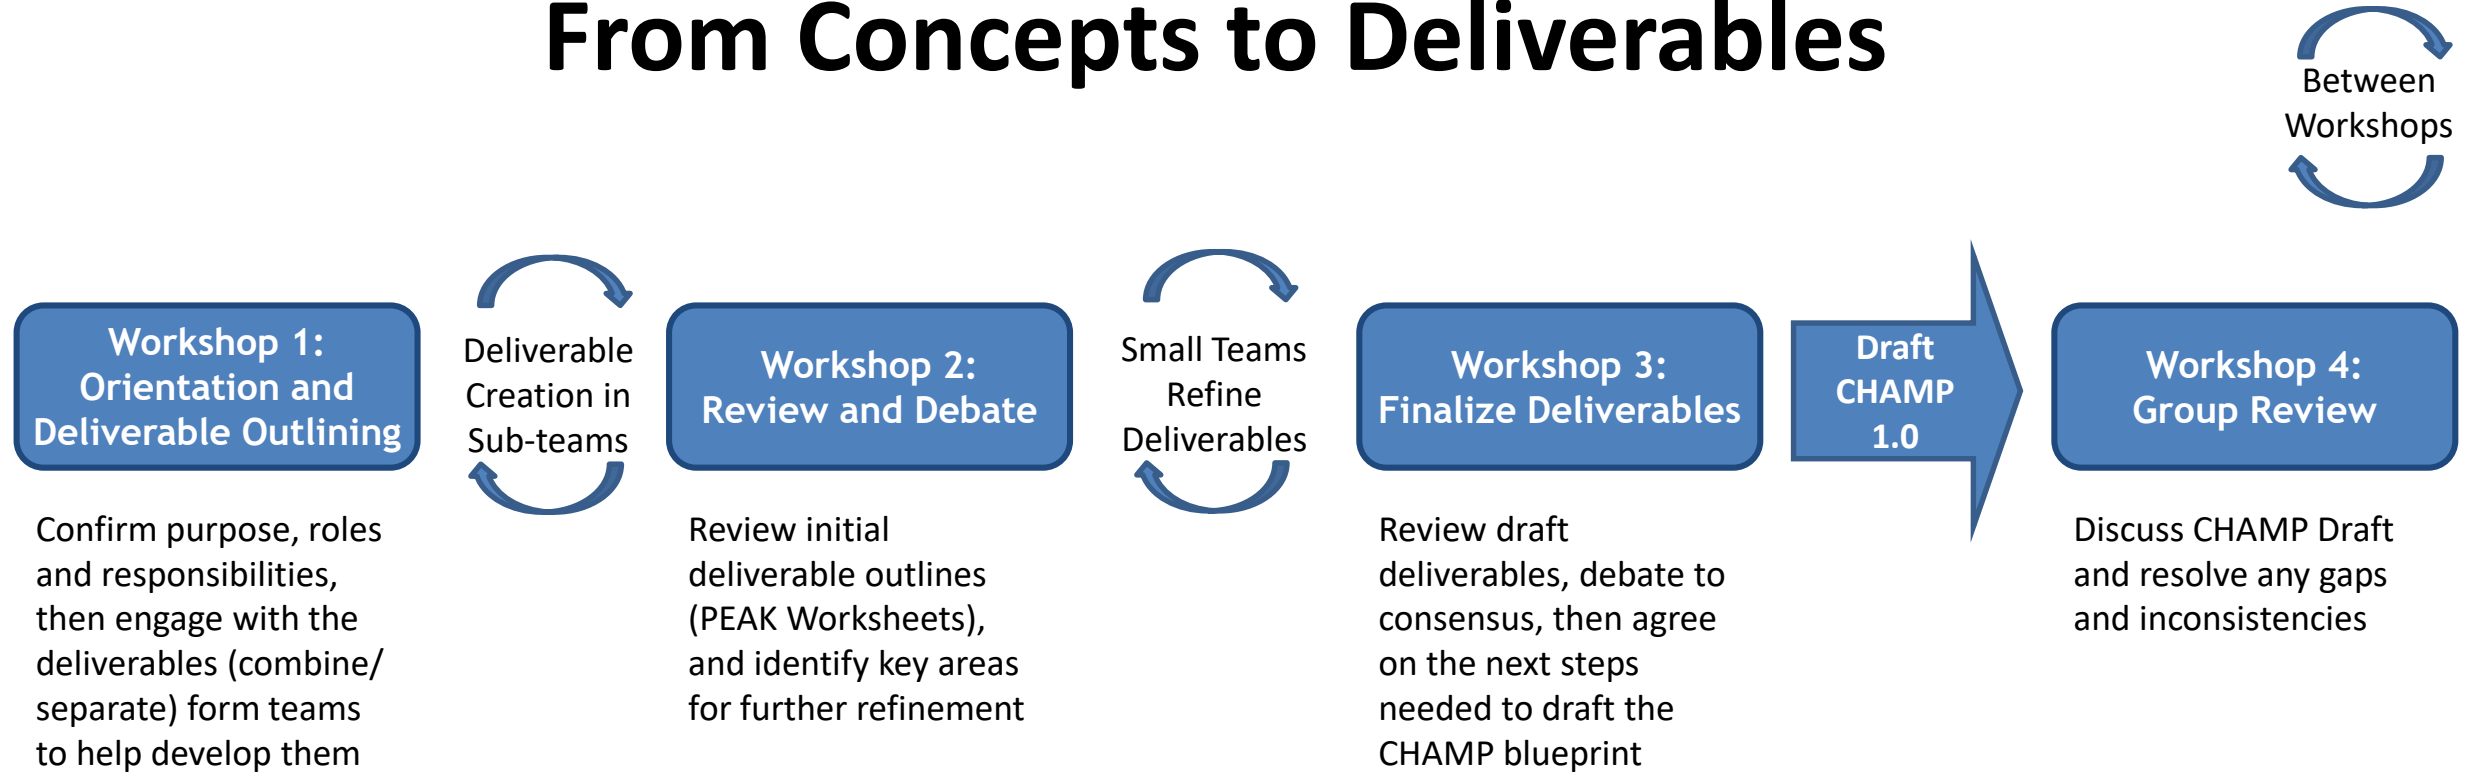 From Concepts to Deliverables
Between
Workshops
Workshop 1:
Orientation and
Deliverable Outlining
Deliverable
Creation in
Sub-teams
Workshop 2:
Review and Debate
Small Teams
Refine
Deliverables
Workshop 3:
Finalize Deliverables
Draft
CHAMP
1.0
Workshop 4:
Group Review
Confirm purpose, roles
and responsibilities,
then engage with the
deliverables (combine/
separate) form teams
to help develop them
Review initial
deliverable outlines
(PEAK Worksheets),
and identify key areas
for further refinement
Review draft
deliverables, debate to
consensus, then agree
on the next steps
needed to draft the
CHAMP blueprint
Discuss CHAMP Draft
and resolve any gaps
and inconsistencies